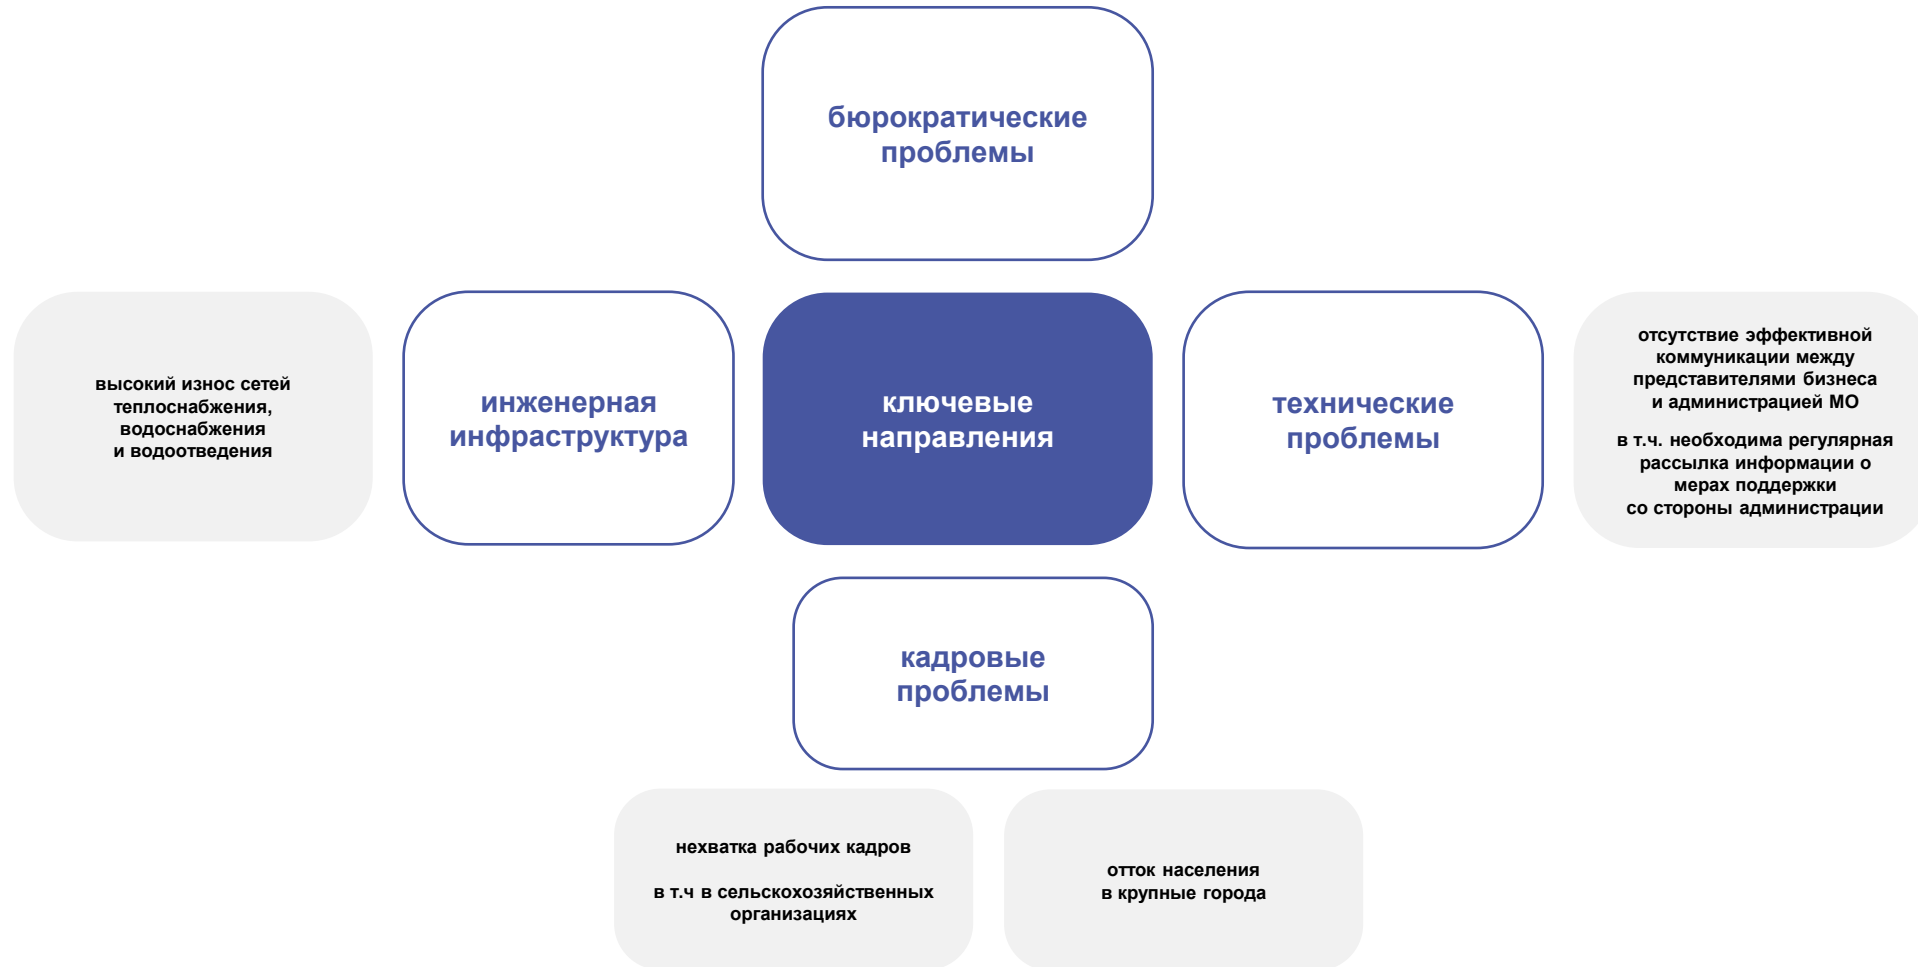 бюрократические
проблемы
высокий износ сетей
теплоснабжения,
водоснабжения
и водоотведения
инженерная
инфраструктура
ключевые
направления
технические
проблемы
отсутствие эффективной
коммуникации между
представителями бизнеса
и администрацией МО
в т.ч. необходима регулярная
рассылка информации о
мерах поддержки
со стороны администрации
кадровые
проблемы
нехватка рабочих кадров
в т.ч в сельскохозяйственных
организациях
отток населения
в крупные города